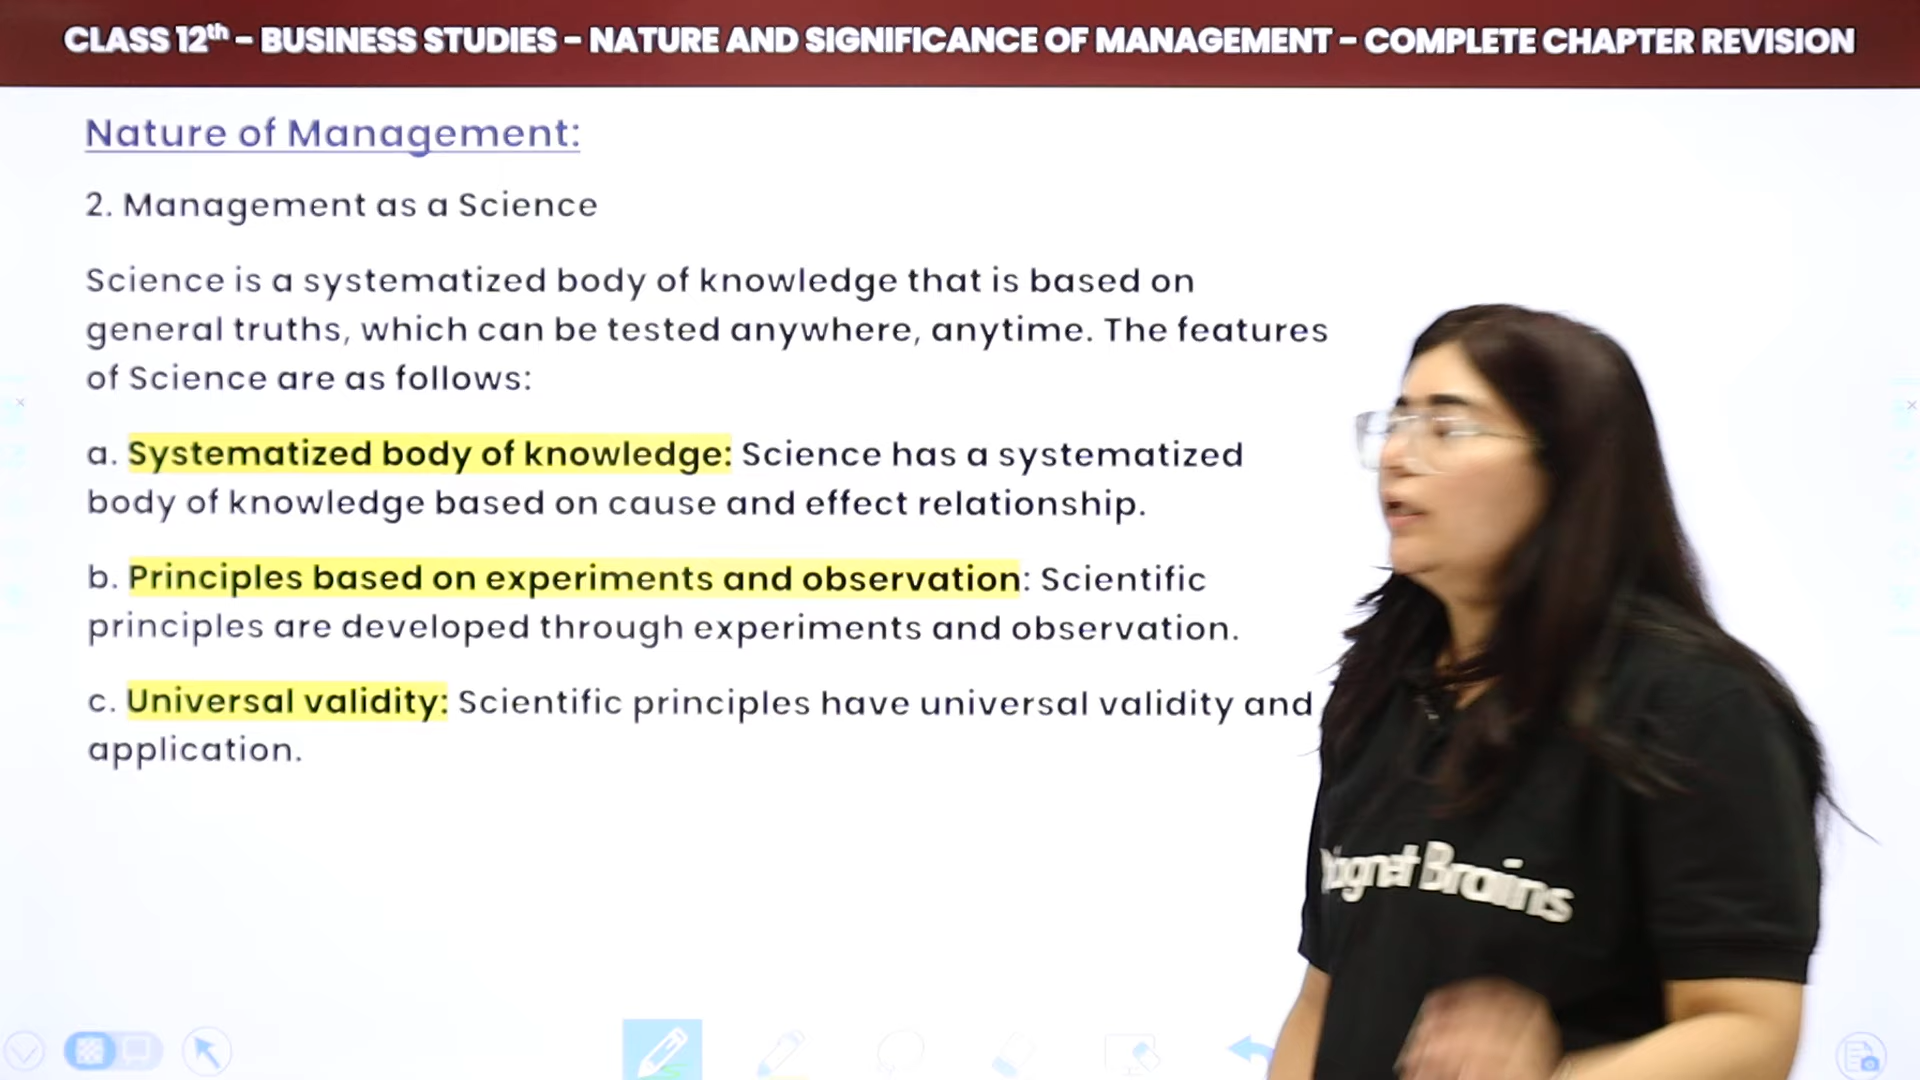 CLASS 12th – BUSINESS STUDIES – NATURE AND SIGNIFICANCE OF MANAGEMENT – COMPLETE CHAPTER REVISION
Nature of Management:
2. Management as a Science
Science is a systematized body of knowledge that is based on
general truths, which can be tested anywhere, anytime. The features
of Science are as follows:
a. Systematized body of knowledge: Science has a systematized
body of knowledge based on cause and effect relationship.
b. Principles based on experiments and observation: Scientific
principles are developed through experiments and observation.
c. Universal validity: Scientific principles have universal validity and
application.
Brains